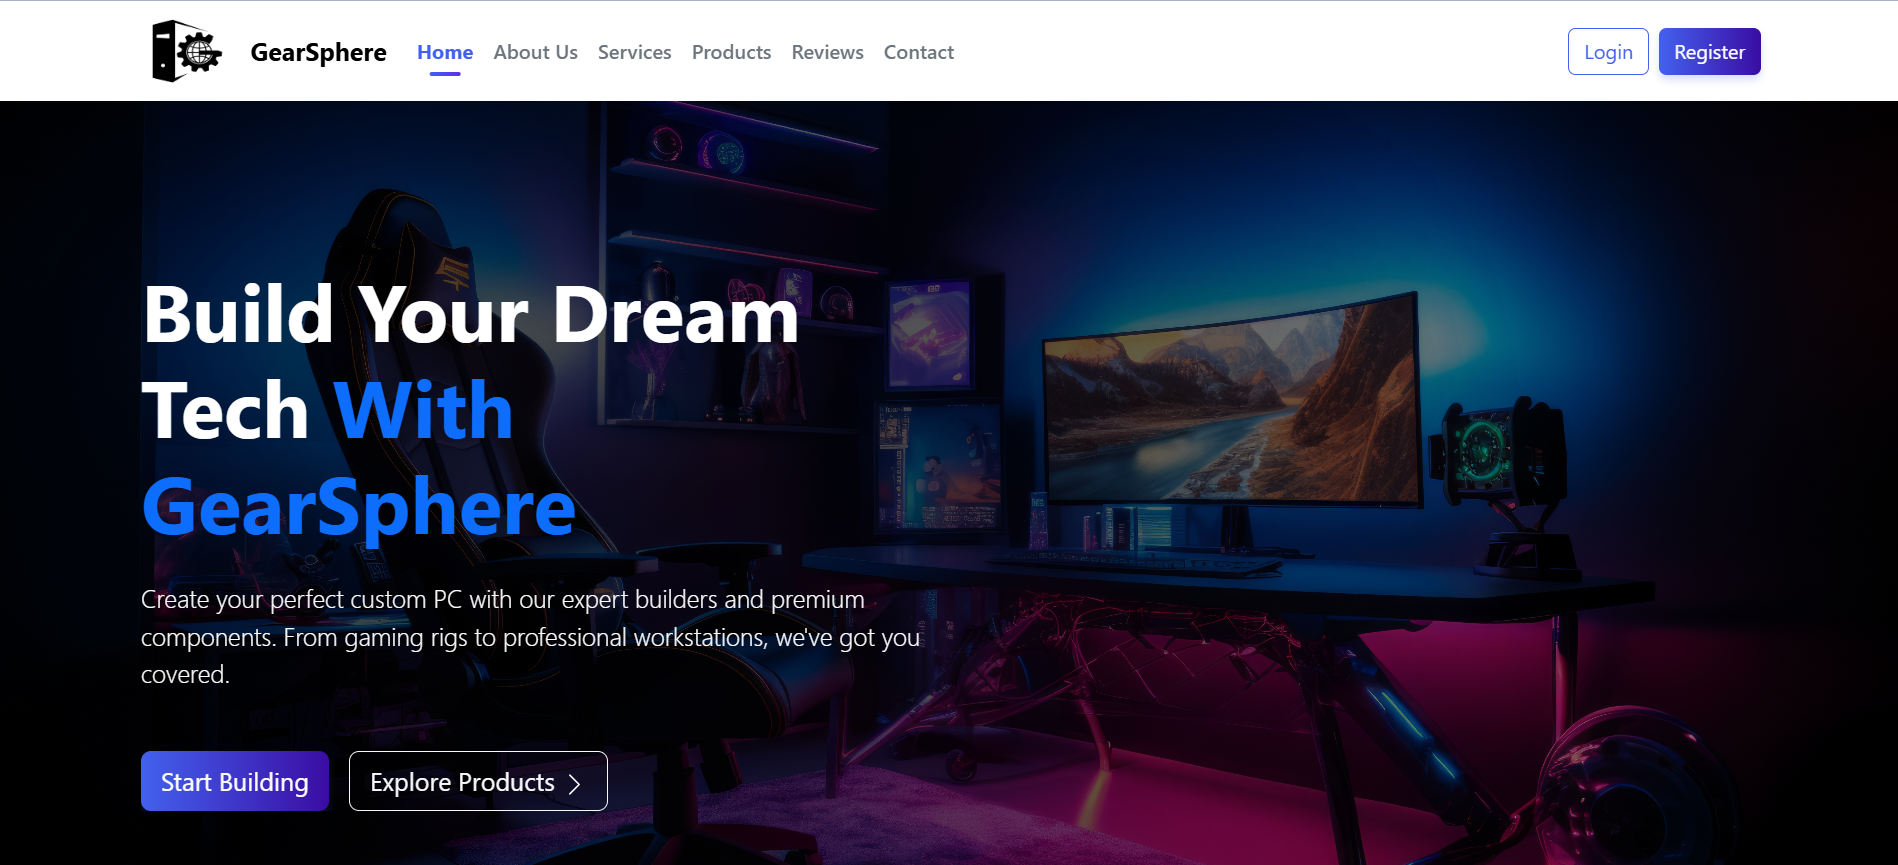 GearSphere
Home
About Us
Services
Products
Reviews
Contact
Login
Register
Build Your Dream
Tech With
GearSphere
Create your perfect custom PC with our expert builders and premium
components. From gaming rigs to professional workstations, we've got you
covered.
Start Building
Explore Products